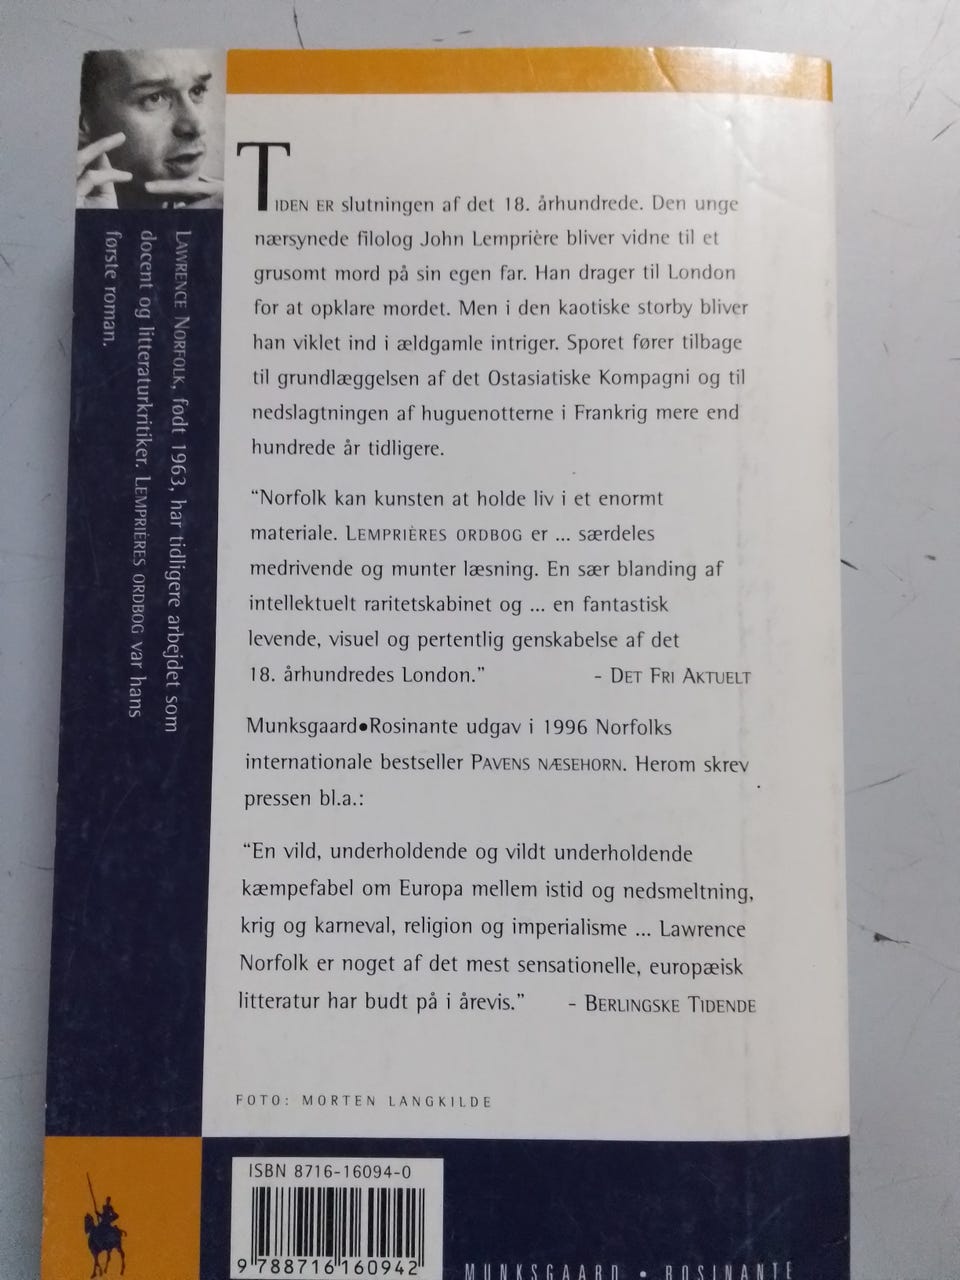 TIDEN ER slutningen af det 18. århundrede. Den unge
nærsynede filolog John Lemprière bliver vidne til et
grusomt mord på sin egen far. Han drager til London
for at opklare mordet. Men i den kaotiske storby bliver
han viklet ind i ældgamle intriger. Sporet fører tilbage
til grundlæggelsen af det Ostasiatiske Kompagni og til
nedslagtningen af huguenotterne i Frankrig mere end
hundrede år tidligere.
“Norfolk kan kunsten at holde liv i et enormt
materiale. LEMPRIÈRES ORDBOG er ... særdeles
medrivende og munter læsning. En sær blanding af
intellektuelt raritetskabinet og ... en fantastisk
levende, visuel og pertentlig genskabelse af det
18. århundredes London.” - DET FRI AKTUELT
Munksgaard•Rosinante udgav i 1996 Norfolks
internationale bestseller PAVENS NÆSEHORN. Herom skrev
pressen bl.a.:
“En vild, underholdende og vildt underholdende
kæmpefabel om Europa mellem istid og nedsmeltning,
krig og karneval, religion og imperialisme ... Lawrence
Norfolk er noget af det mest sensationelle, europæisk
litteratur har budt på i årevis.” - BERLINGSKE TIDENDE
FOTO: MORTEN LANGKILDE
LAWRENCE NORFOLK, født 1963, har tidligere arbejdet som
docent og litteraturkritiker. LEMPRIÈRES ORDBOG var hans
første roman.
ISBN 8716-16094-0
9 788716 160942
MUNKSGAARD • ROSINANTE